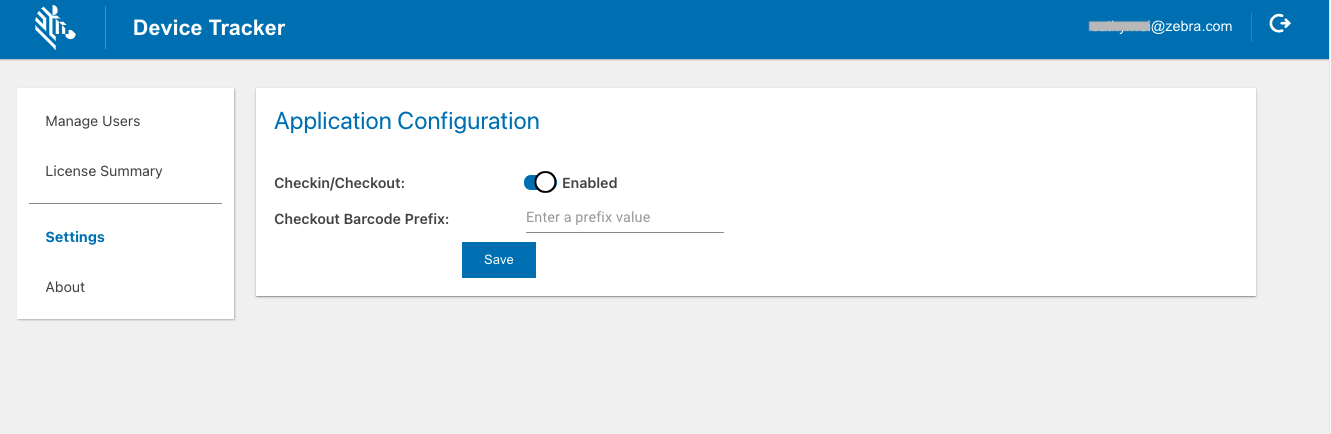 Device Tracker
@zebra.com
Manage Users
License Summary
Settings
About
Application Configuration
Checkin/Checkout: Enabled
Checkout Barcode Prefix: Enter a prefix value
Save